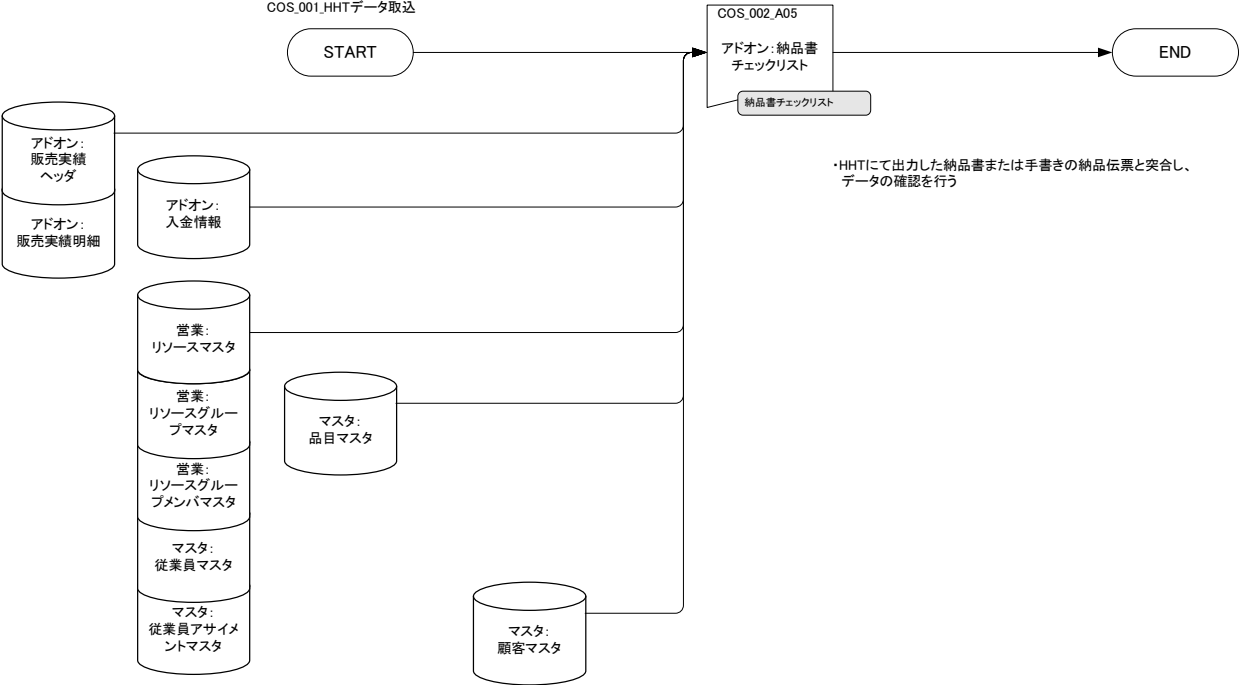 COS_001_HHTデータ取込
START
COS_002_A05
アドオン：納品書
チェックリスト
納品書チェックリスト
END
アドオン：
販売実績
ヘッダ
アドオン：
販売実績明細
アドオン：
入金情報
・HHTにて出力した納品書または手書きの納品伝票と突合し、
データの確認を行う
営業：
リソースマスタ
営業：
リソースグルー
プマスタ
営業：
リソースグルー
プメンバマスタ
マスタ：
従業員マスタ
マスタ：
従業員アサイメ
ントマスタ
マスタ：
品目マスタ
マスタ：
顧客マスタ